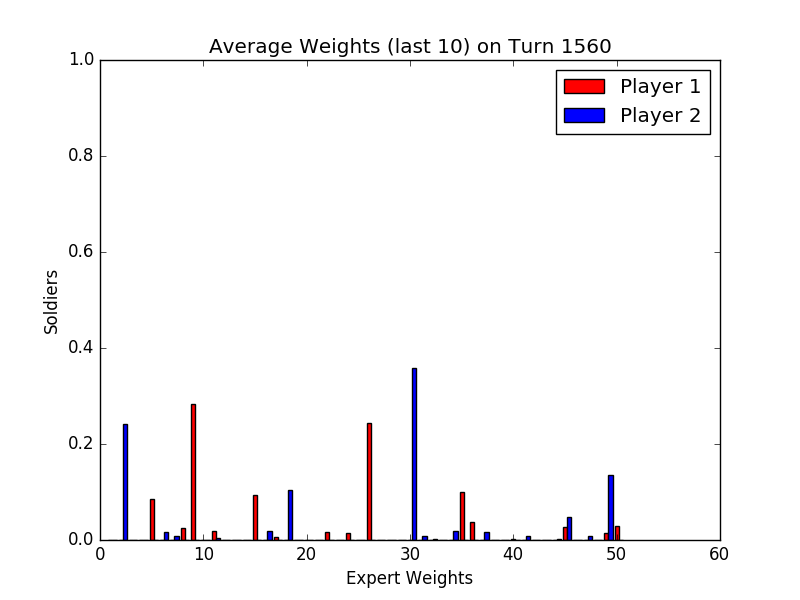 Average Weights (last 10) on Turn 1560
1.0
0.8
0.6
0.4
0.2
0.0
Soldiers
Player 1
Player 2
0 10 20 30 40 50 60
Expert Weights